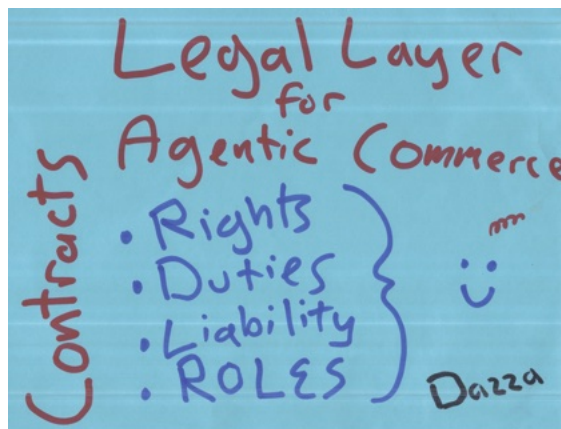 Legal Layer
for
Agentic Commerce
Contracts
• Rights
• Duties
• Liability
• ROLES
Dazza